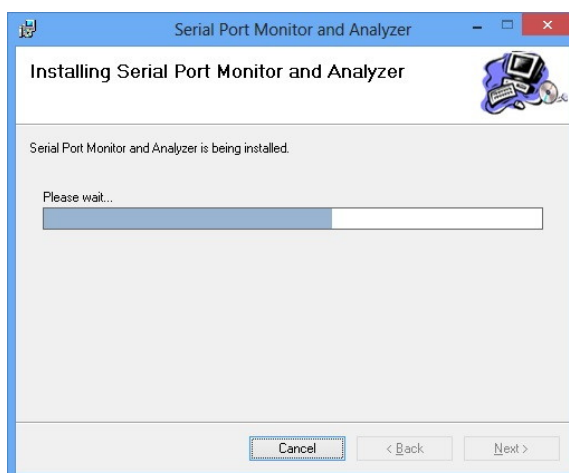 Serial Port Monitor and Analyzer
Installing Serial Port Monitor and Analyzer
Serial Port Monitor and Analyzer is being installed.
Please wait...
Cancel
< Back
Next >